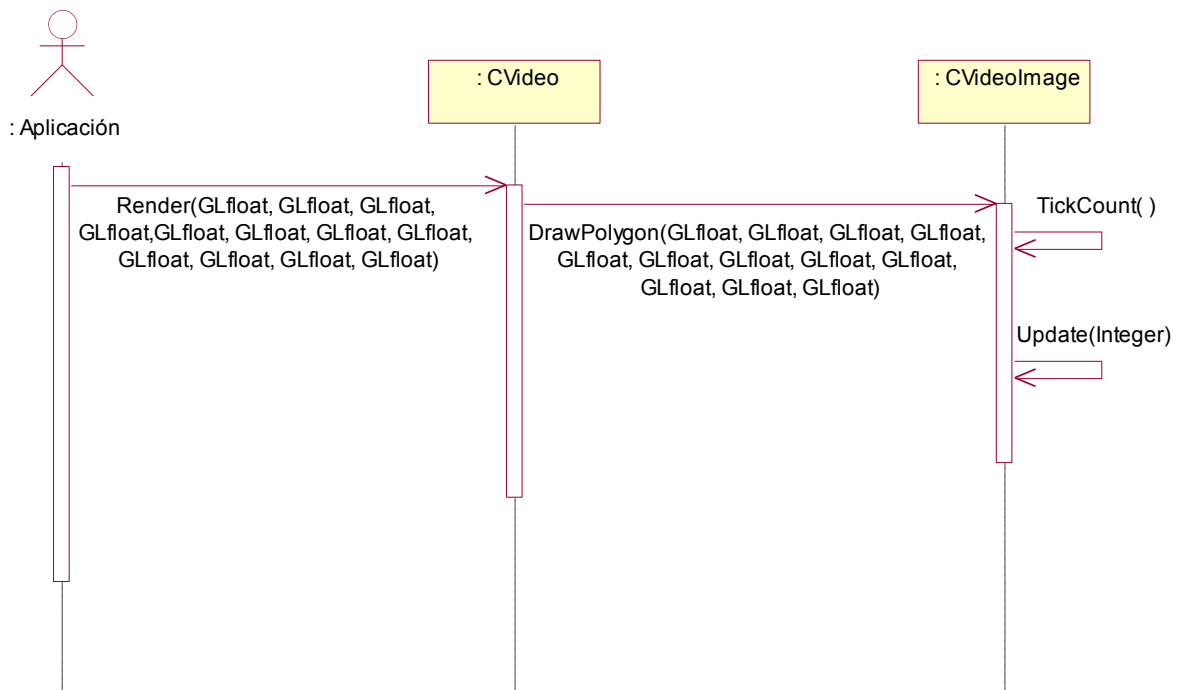 : Aplicación
: CVideo
: CVideoImage
Render(GLfloat, GLfloat, GLfloat,
GLfloat,GLfloat, GLfloat, GLfloat, GLfloat,
GLfloat, GLfloat, GLfloat, GLfloat)
DrawPolygon(GLfloat, GLfloat, GLfloat, GLfloat,
GLfloat, GLfloat, GLfloat, GLfloat, GLfloat,
GLfloat, GLfloat, GLfloat)
TickCount( )
Update(Integer)